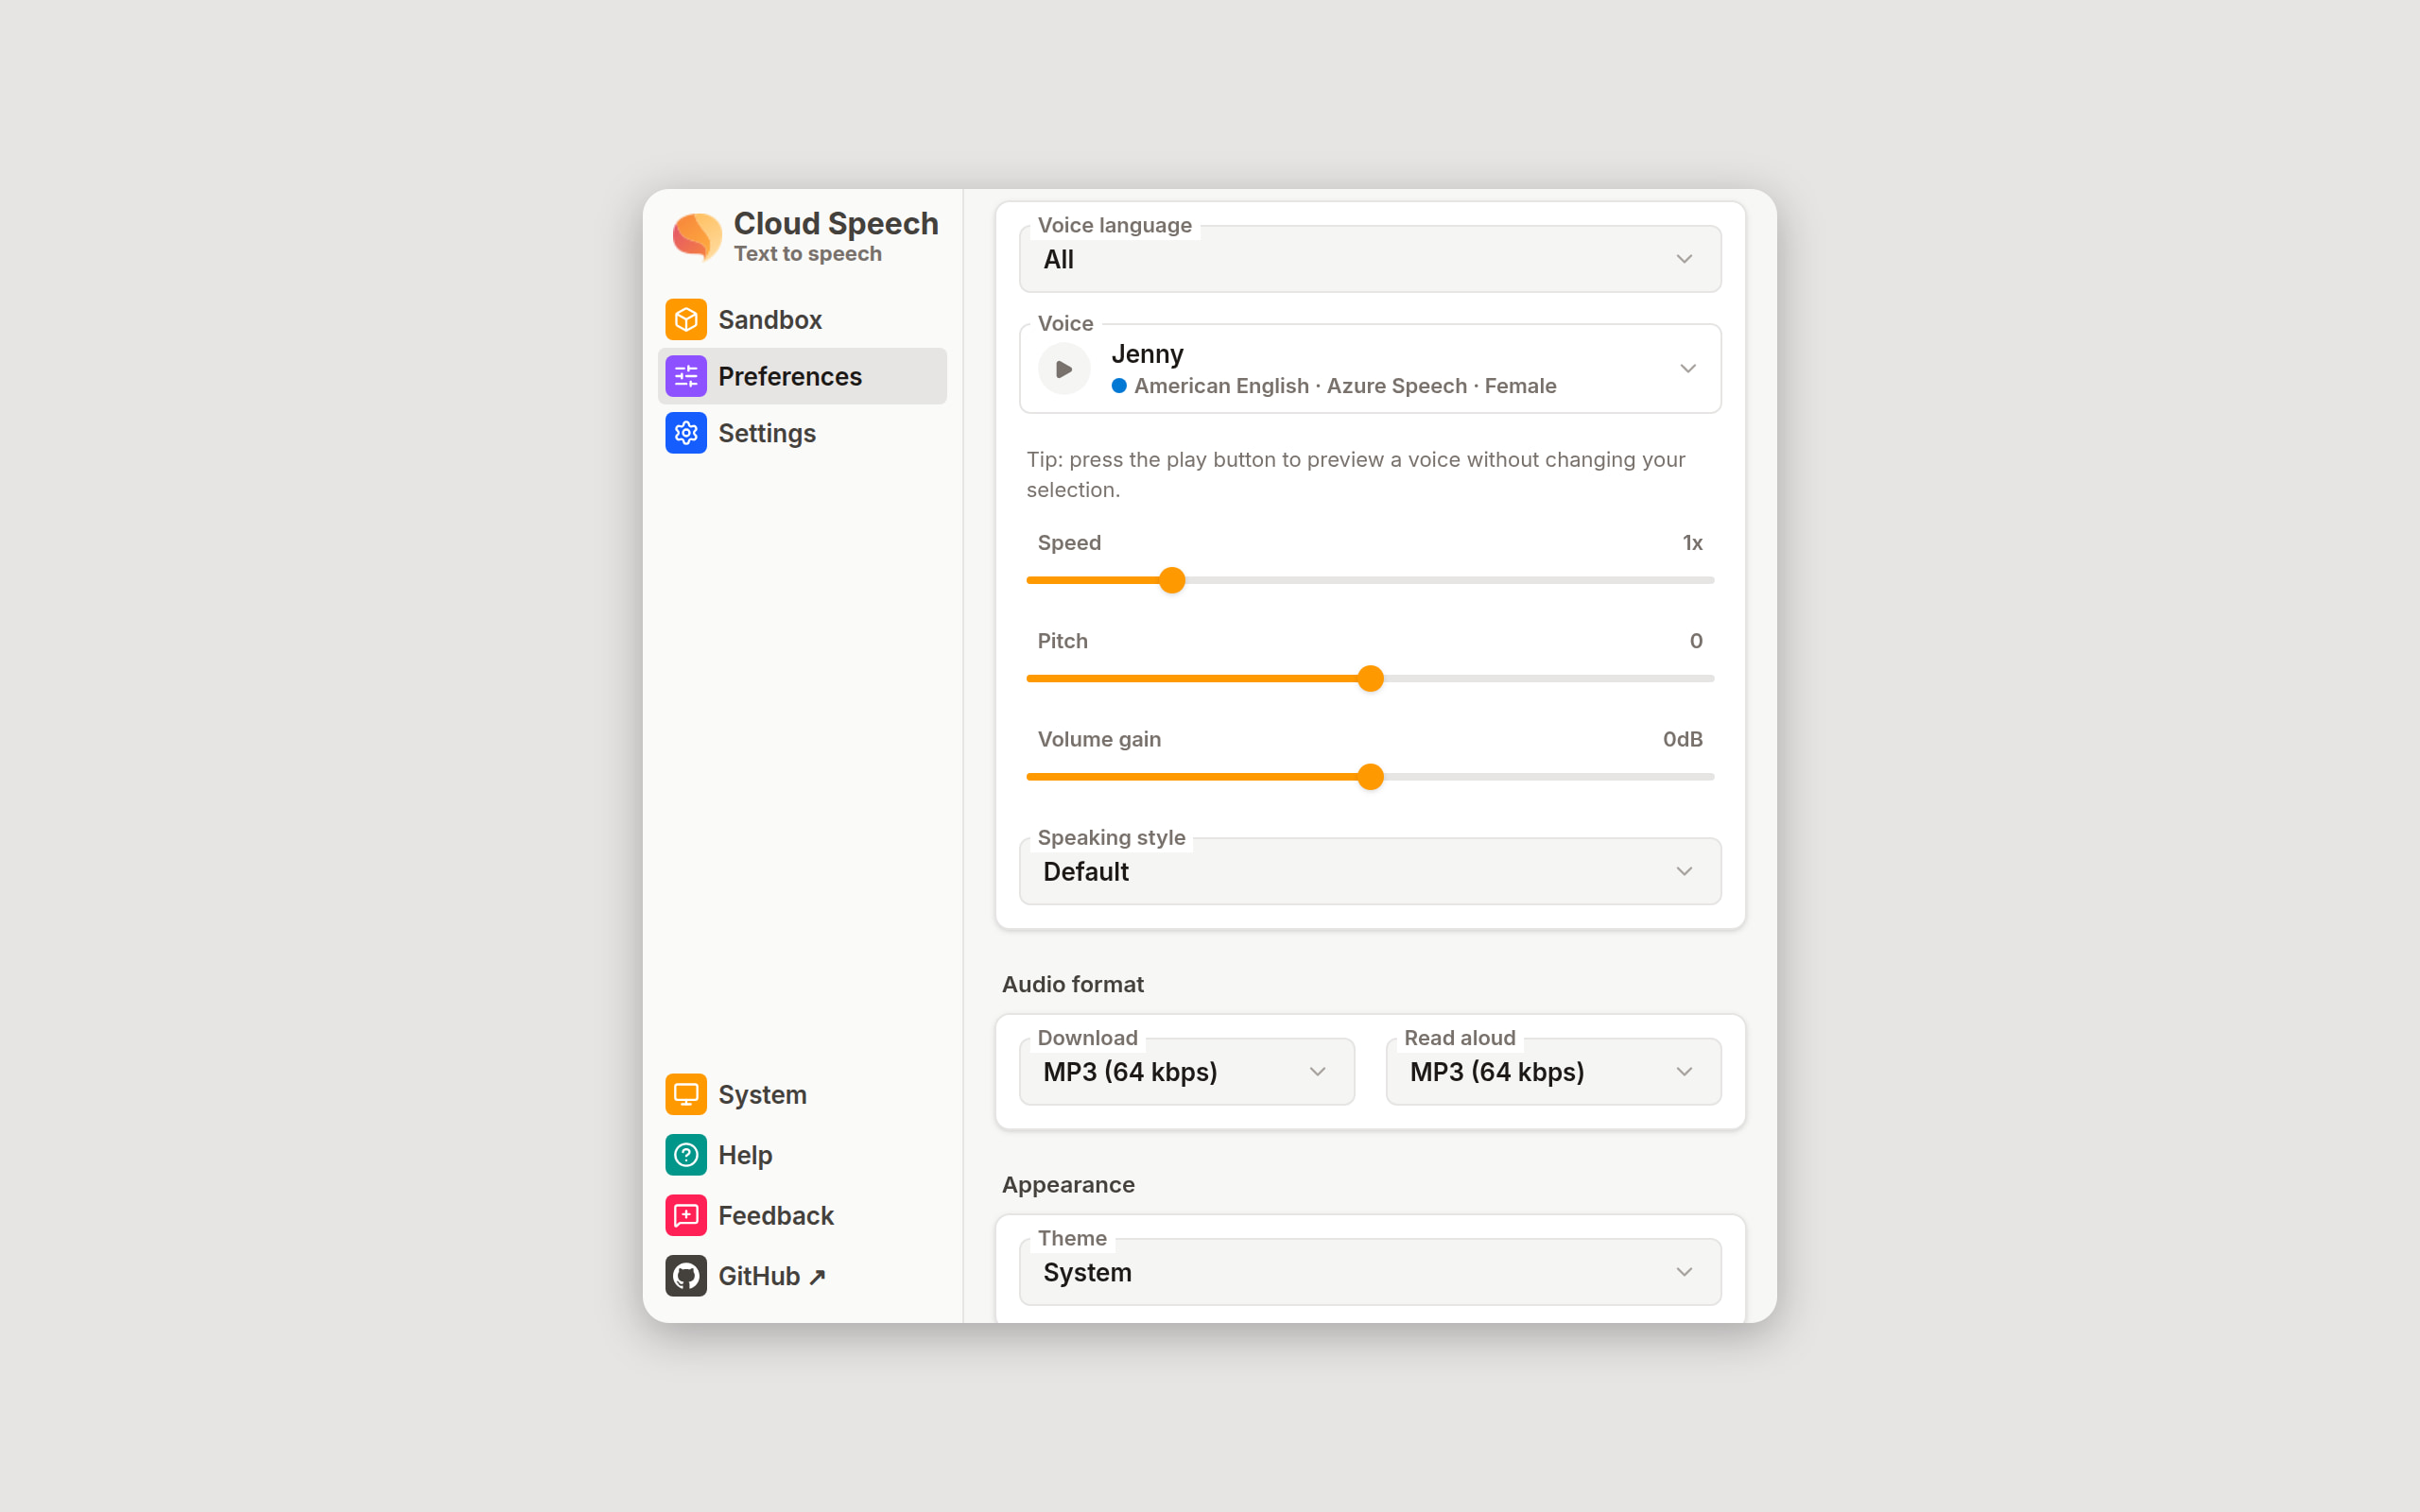 Cloud Speech
Text to speech
Sandbox
Preferences
Settings
System
Help
Feedback
GitHub ↗
Voice language
All
Voice
Jenny
American English · Azure Speech · Female
Tip: press the play button to preview a voice without changing your
selection.
Speed 1x
Pitch 0
Volume gain 0dB
Speaking style
Default
Audio format
Download
MP3 (64 kbps)
Read aloud
MP3 (64 kbps)
Appearance
Theme
System